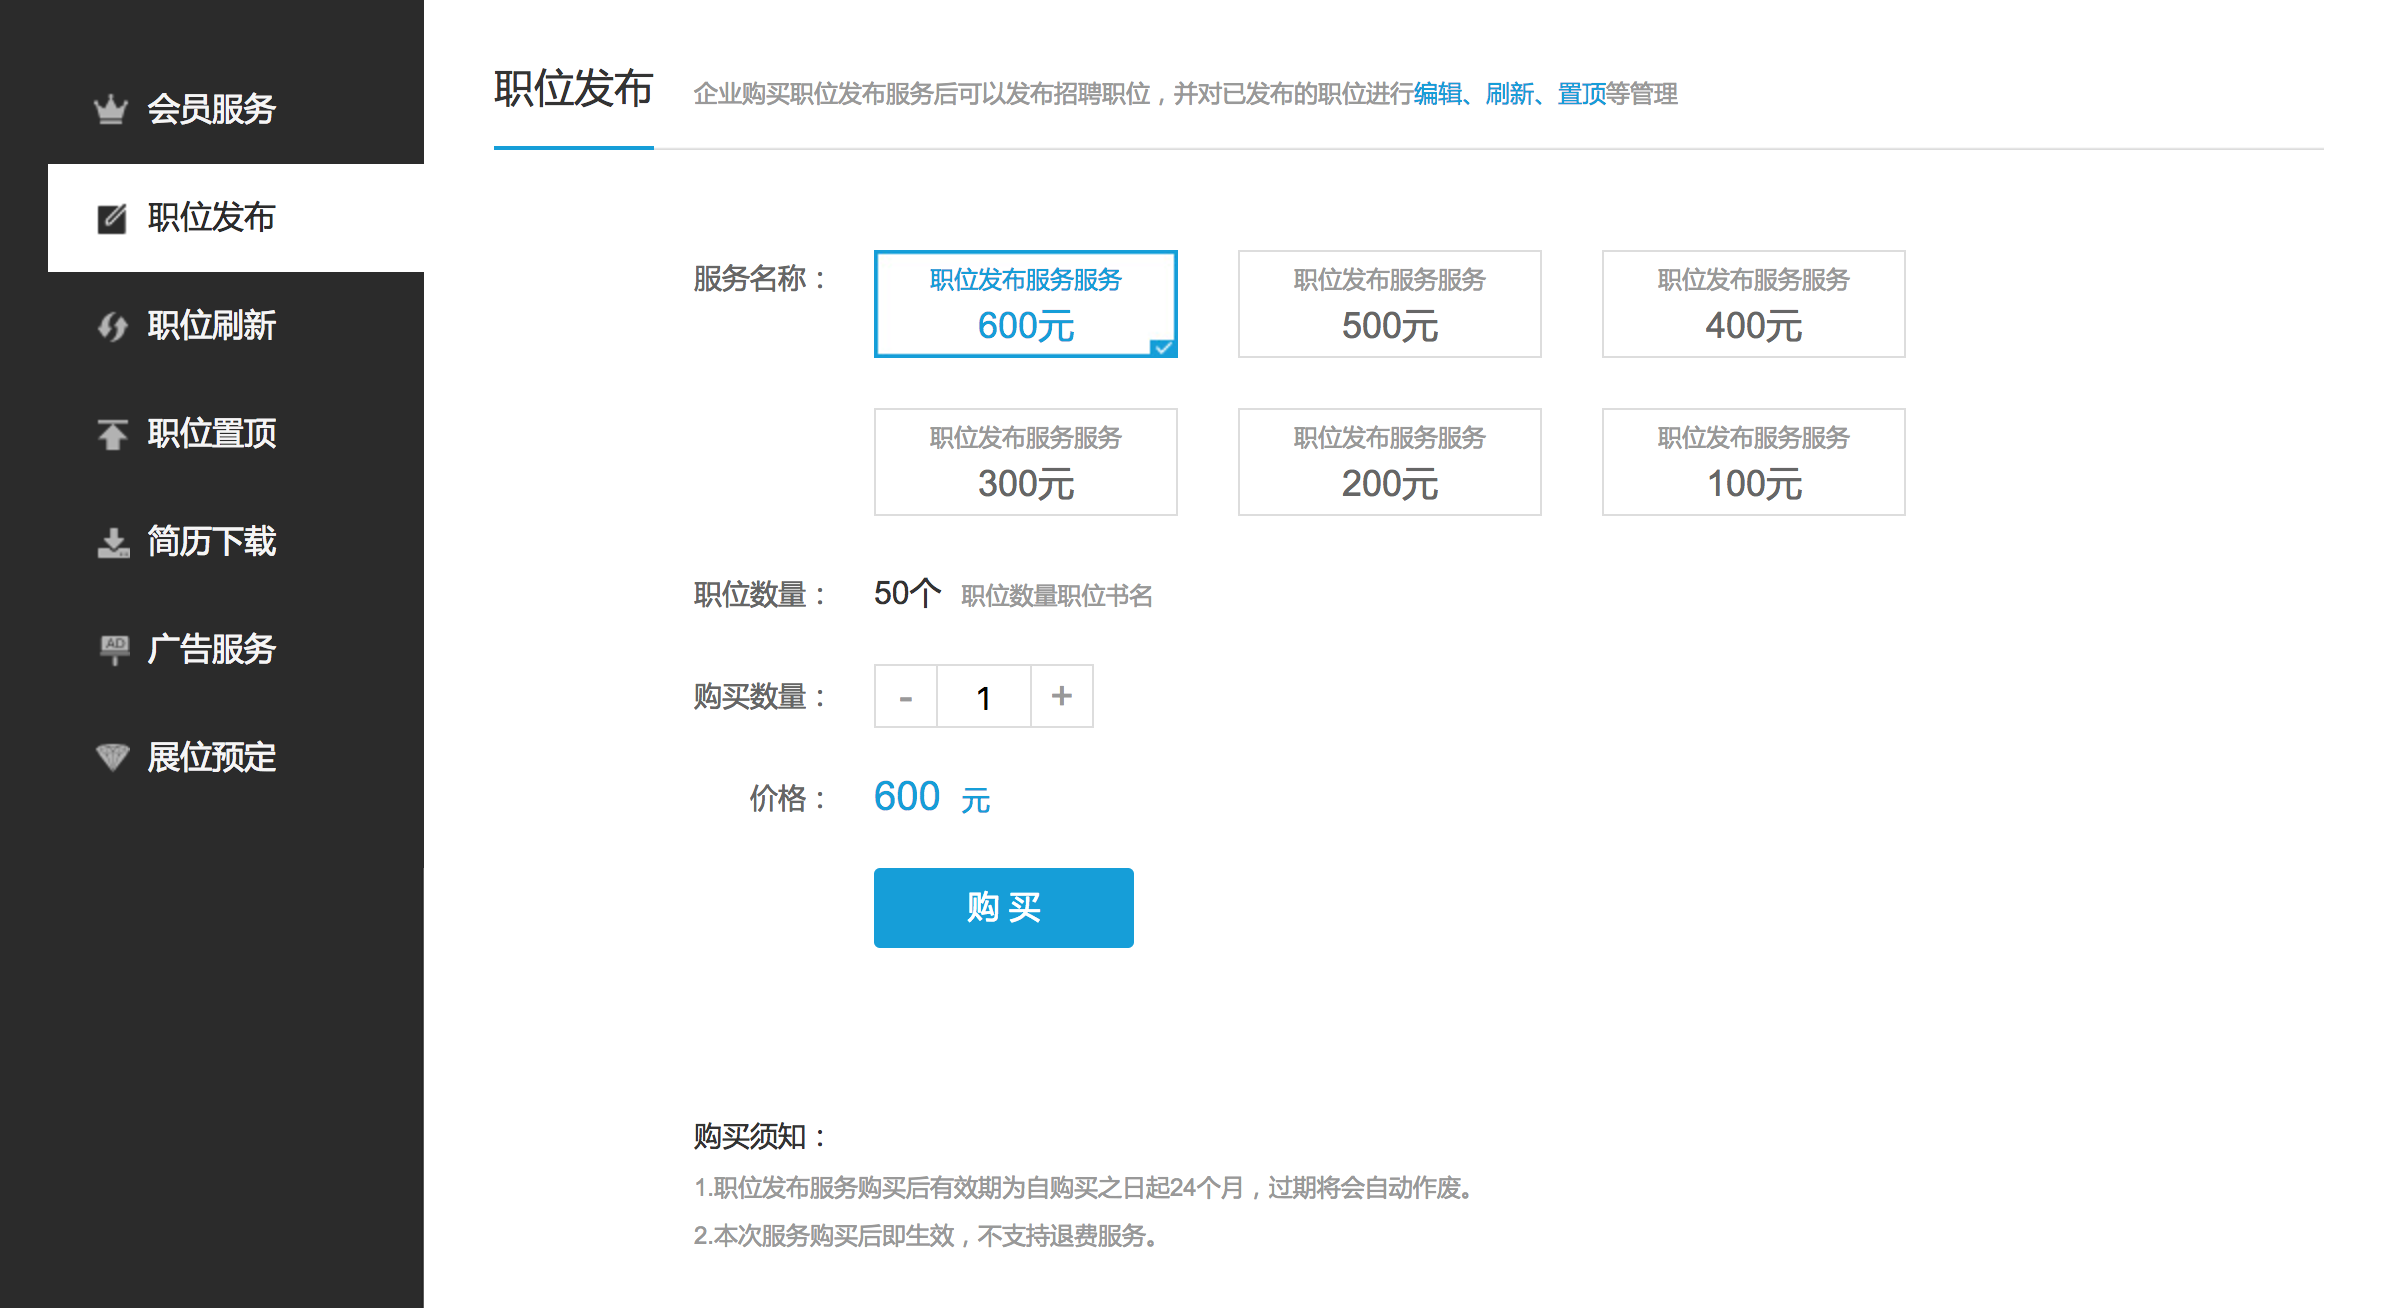 会员服务
职位发布
职位刷新
职位置顶
简历下载
AD
广告服务
展位预定
职位发布 企业购买职位发布服务后可以发布招聘职位，并对已发布的职位进行编辑、刷新、置顶等管理
服务名称： 职位发布服务服务 职位发布服务服务 职位发布服务服务
600元 500元 400元
职位发布服务服务 职位发布服务服务 职位发布服务服务
300元 200元 100元
职位数量： 50个 职位数量职位书名
购买数量： - 1 +
价格： 600 元
购 买
购买须知：
1.职位发布服务购买后有效期为自购买之日起24个月，过期将会自动作废。
2.本次服务购买后即生效，不支持退费服务。